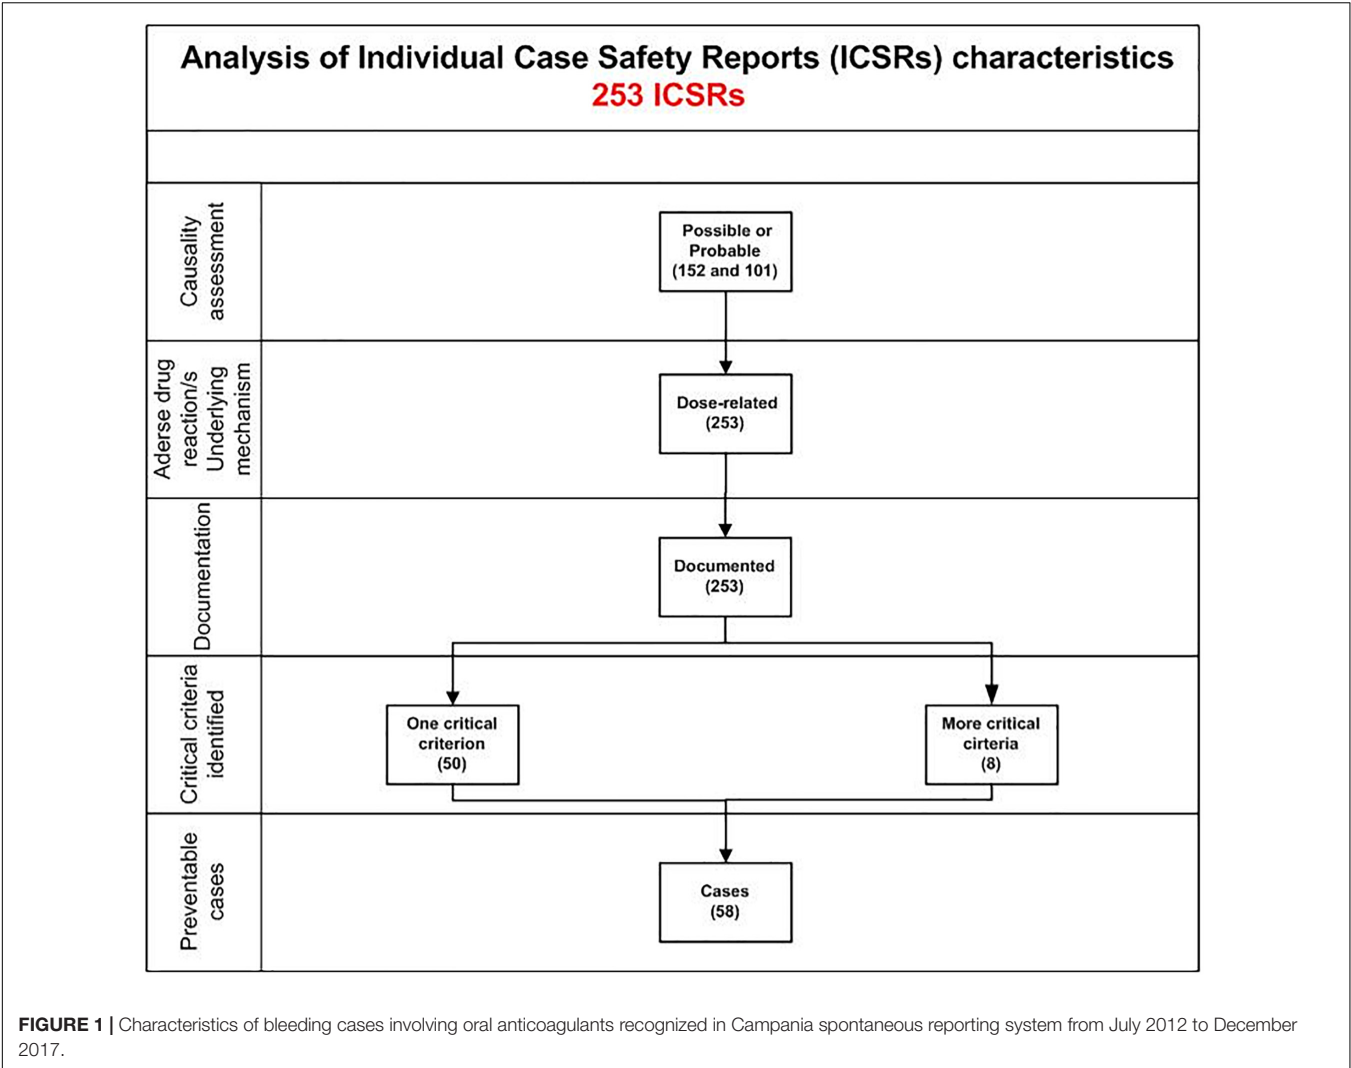 Analysis of Individual Case Safety Reports (ICSRs) characteristics
253 ICSRs
Causality
assessment
Possible or
Probable
(152 and 101)
Aderse drug
reaction/s
Underlying
mechanism
Dose-related
(253)
Documentation
Documented
(253)
Critical criteria
identified
One critical
criterion
(50)
More critical
cirteria
(8)
Preventable
cases
Cases
(58)
FIGURE 1 | Characteristics of bleeding cases involving oral anticoagulants recognized in Campania spontaneous reporting system from July 2012 to December
2017.